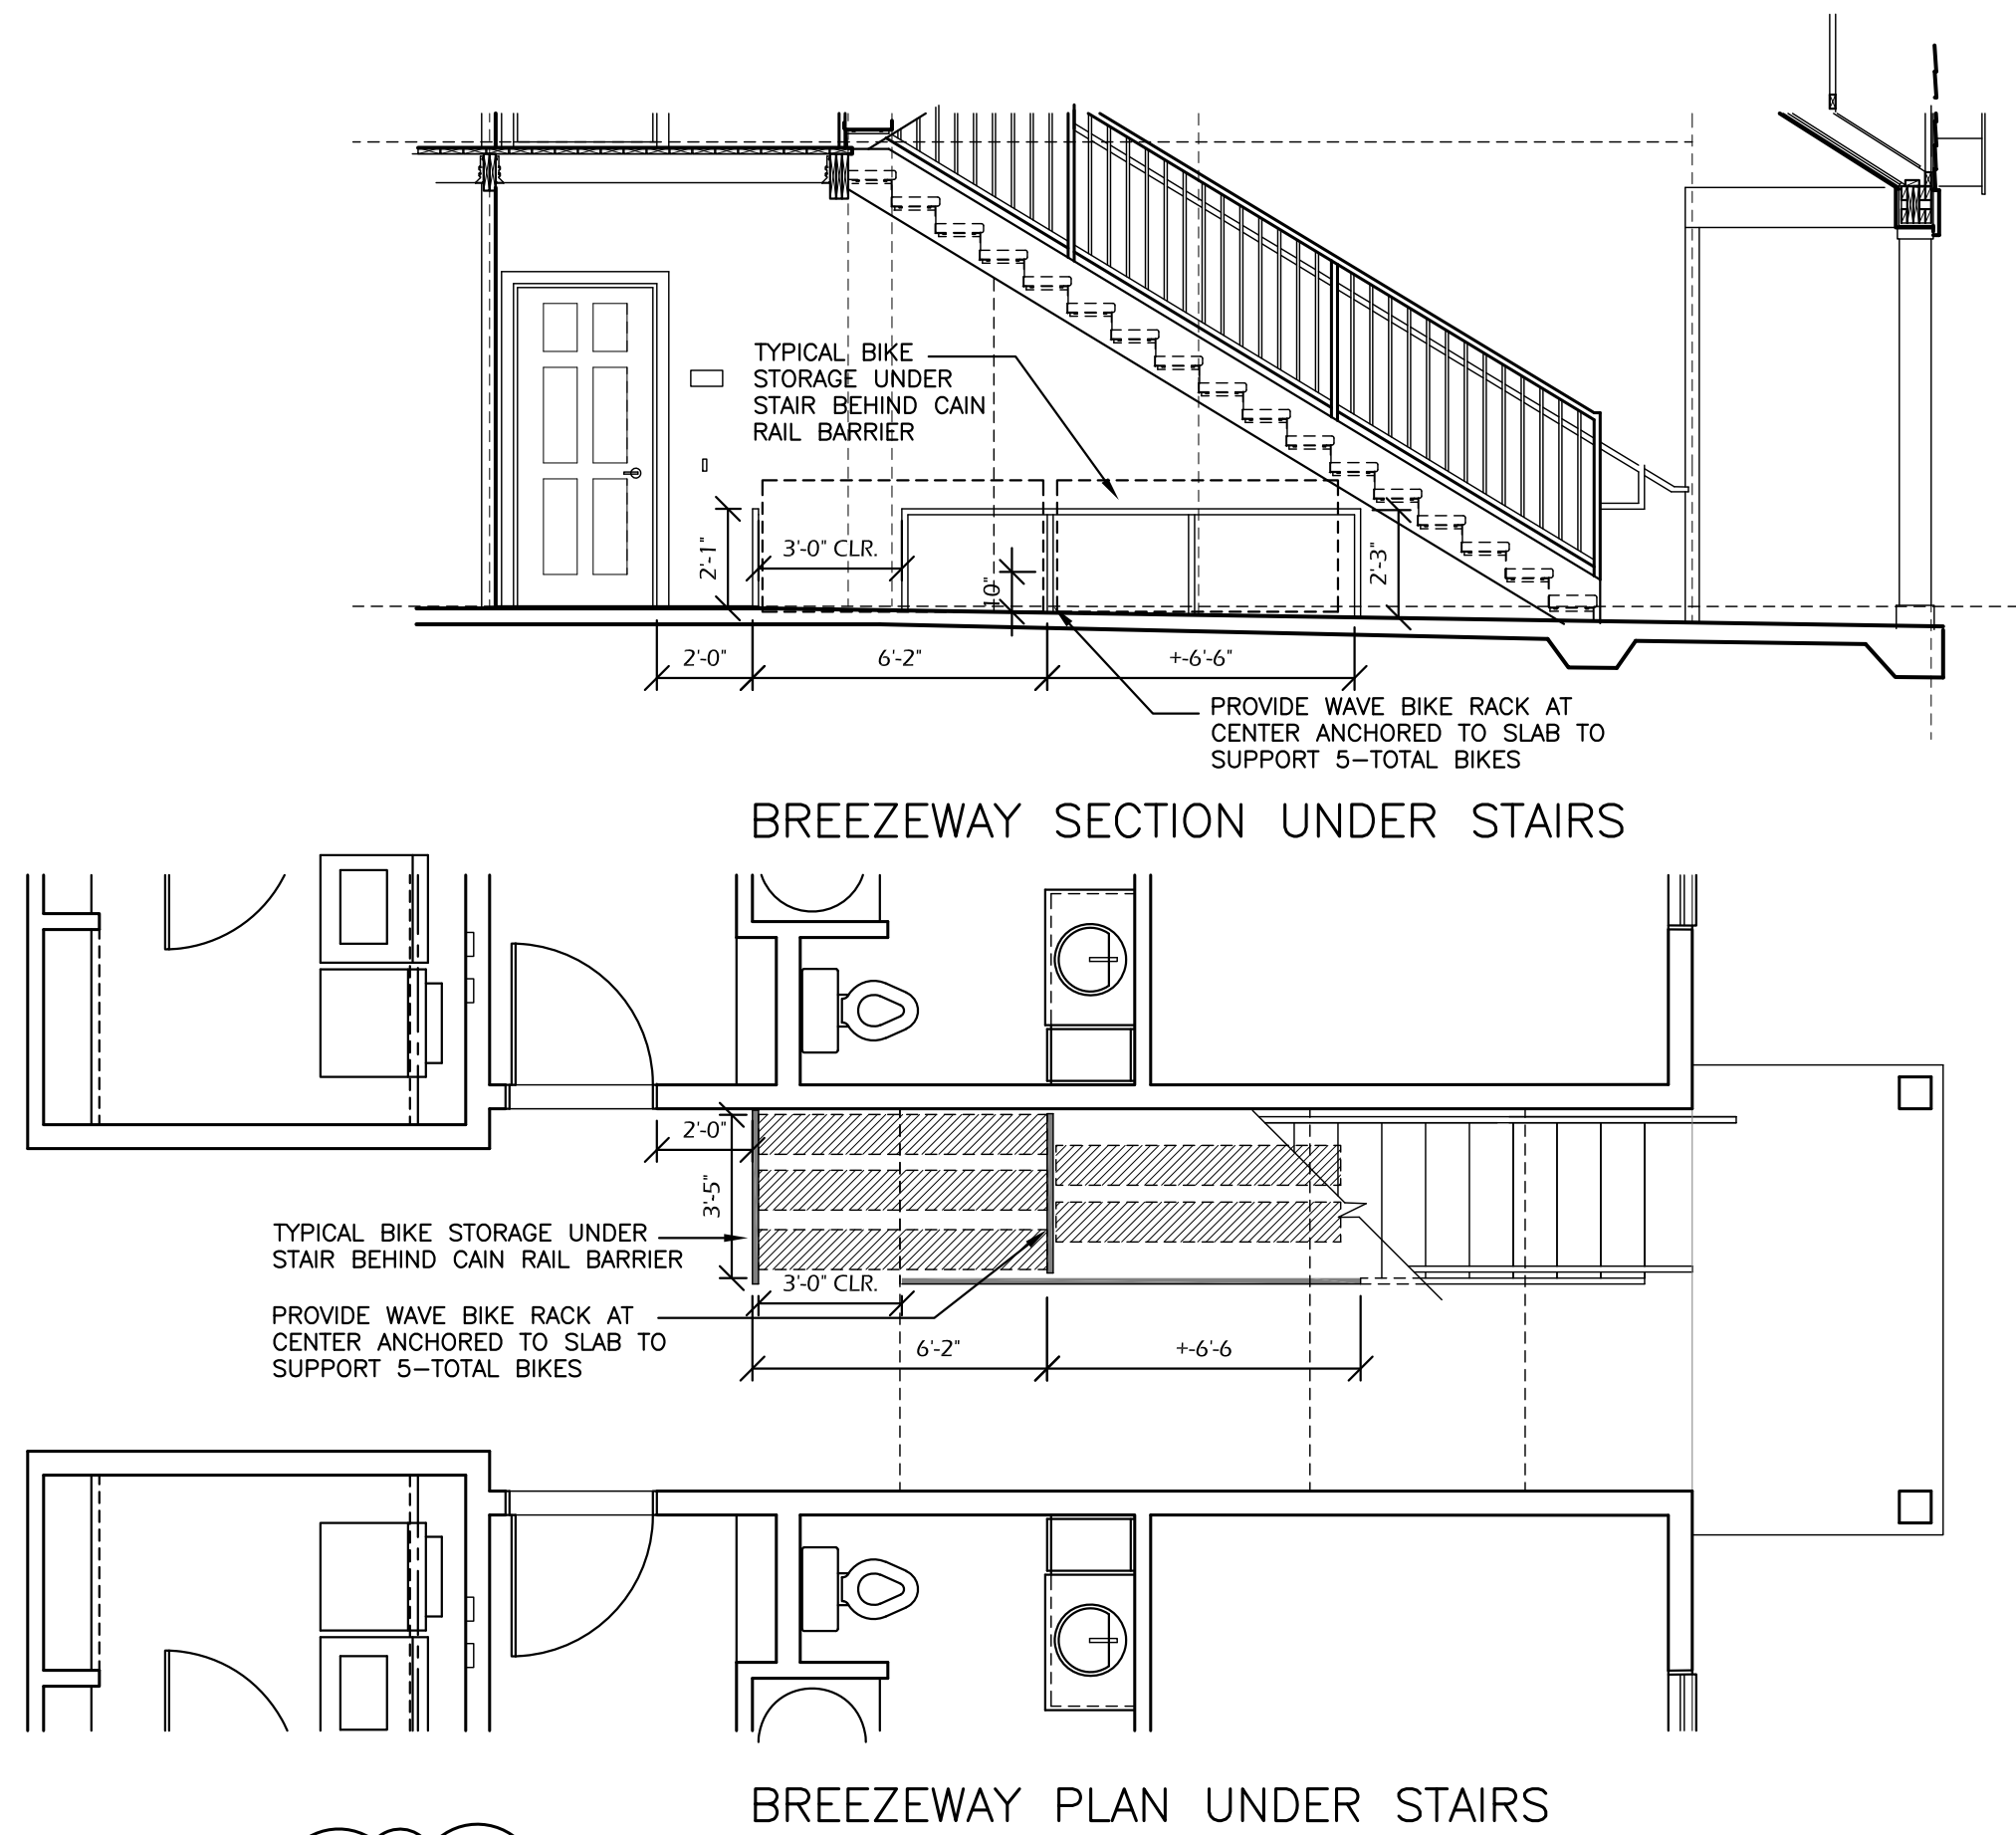 TYPICAL BIKE
STORAGE UNDER
STAIR BEHIND CAIN
RAIL BARRIER
2'-1"
3'-0" CLR.
10"
2'-3"
2'-0"
6'-2"
+-6'-6"
PROVIDE WAVE BIKE RACK AT
CENTER ANCHORED TO SLAB TO
SUPPORT 5-TOTAL BIKES
BREEZEWAY SECTION UNDER STAIRS
2'-0"
3'-5"
TYPICAL BIKE STORAGE UNDER
STAIR BEHIND CAIN RAIL BARRIER
3'-0" CLR.
PROVIDE WAVE BIKE RACK AT
CENTER ANCHORED TO SLAB TO
SUPPORT 5-TOTAL BIKES
6'-2"
+-6'-6
BREEZEWAY PLAN UNDER STAIRS